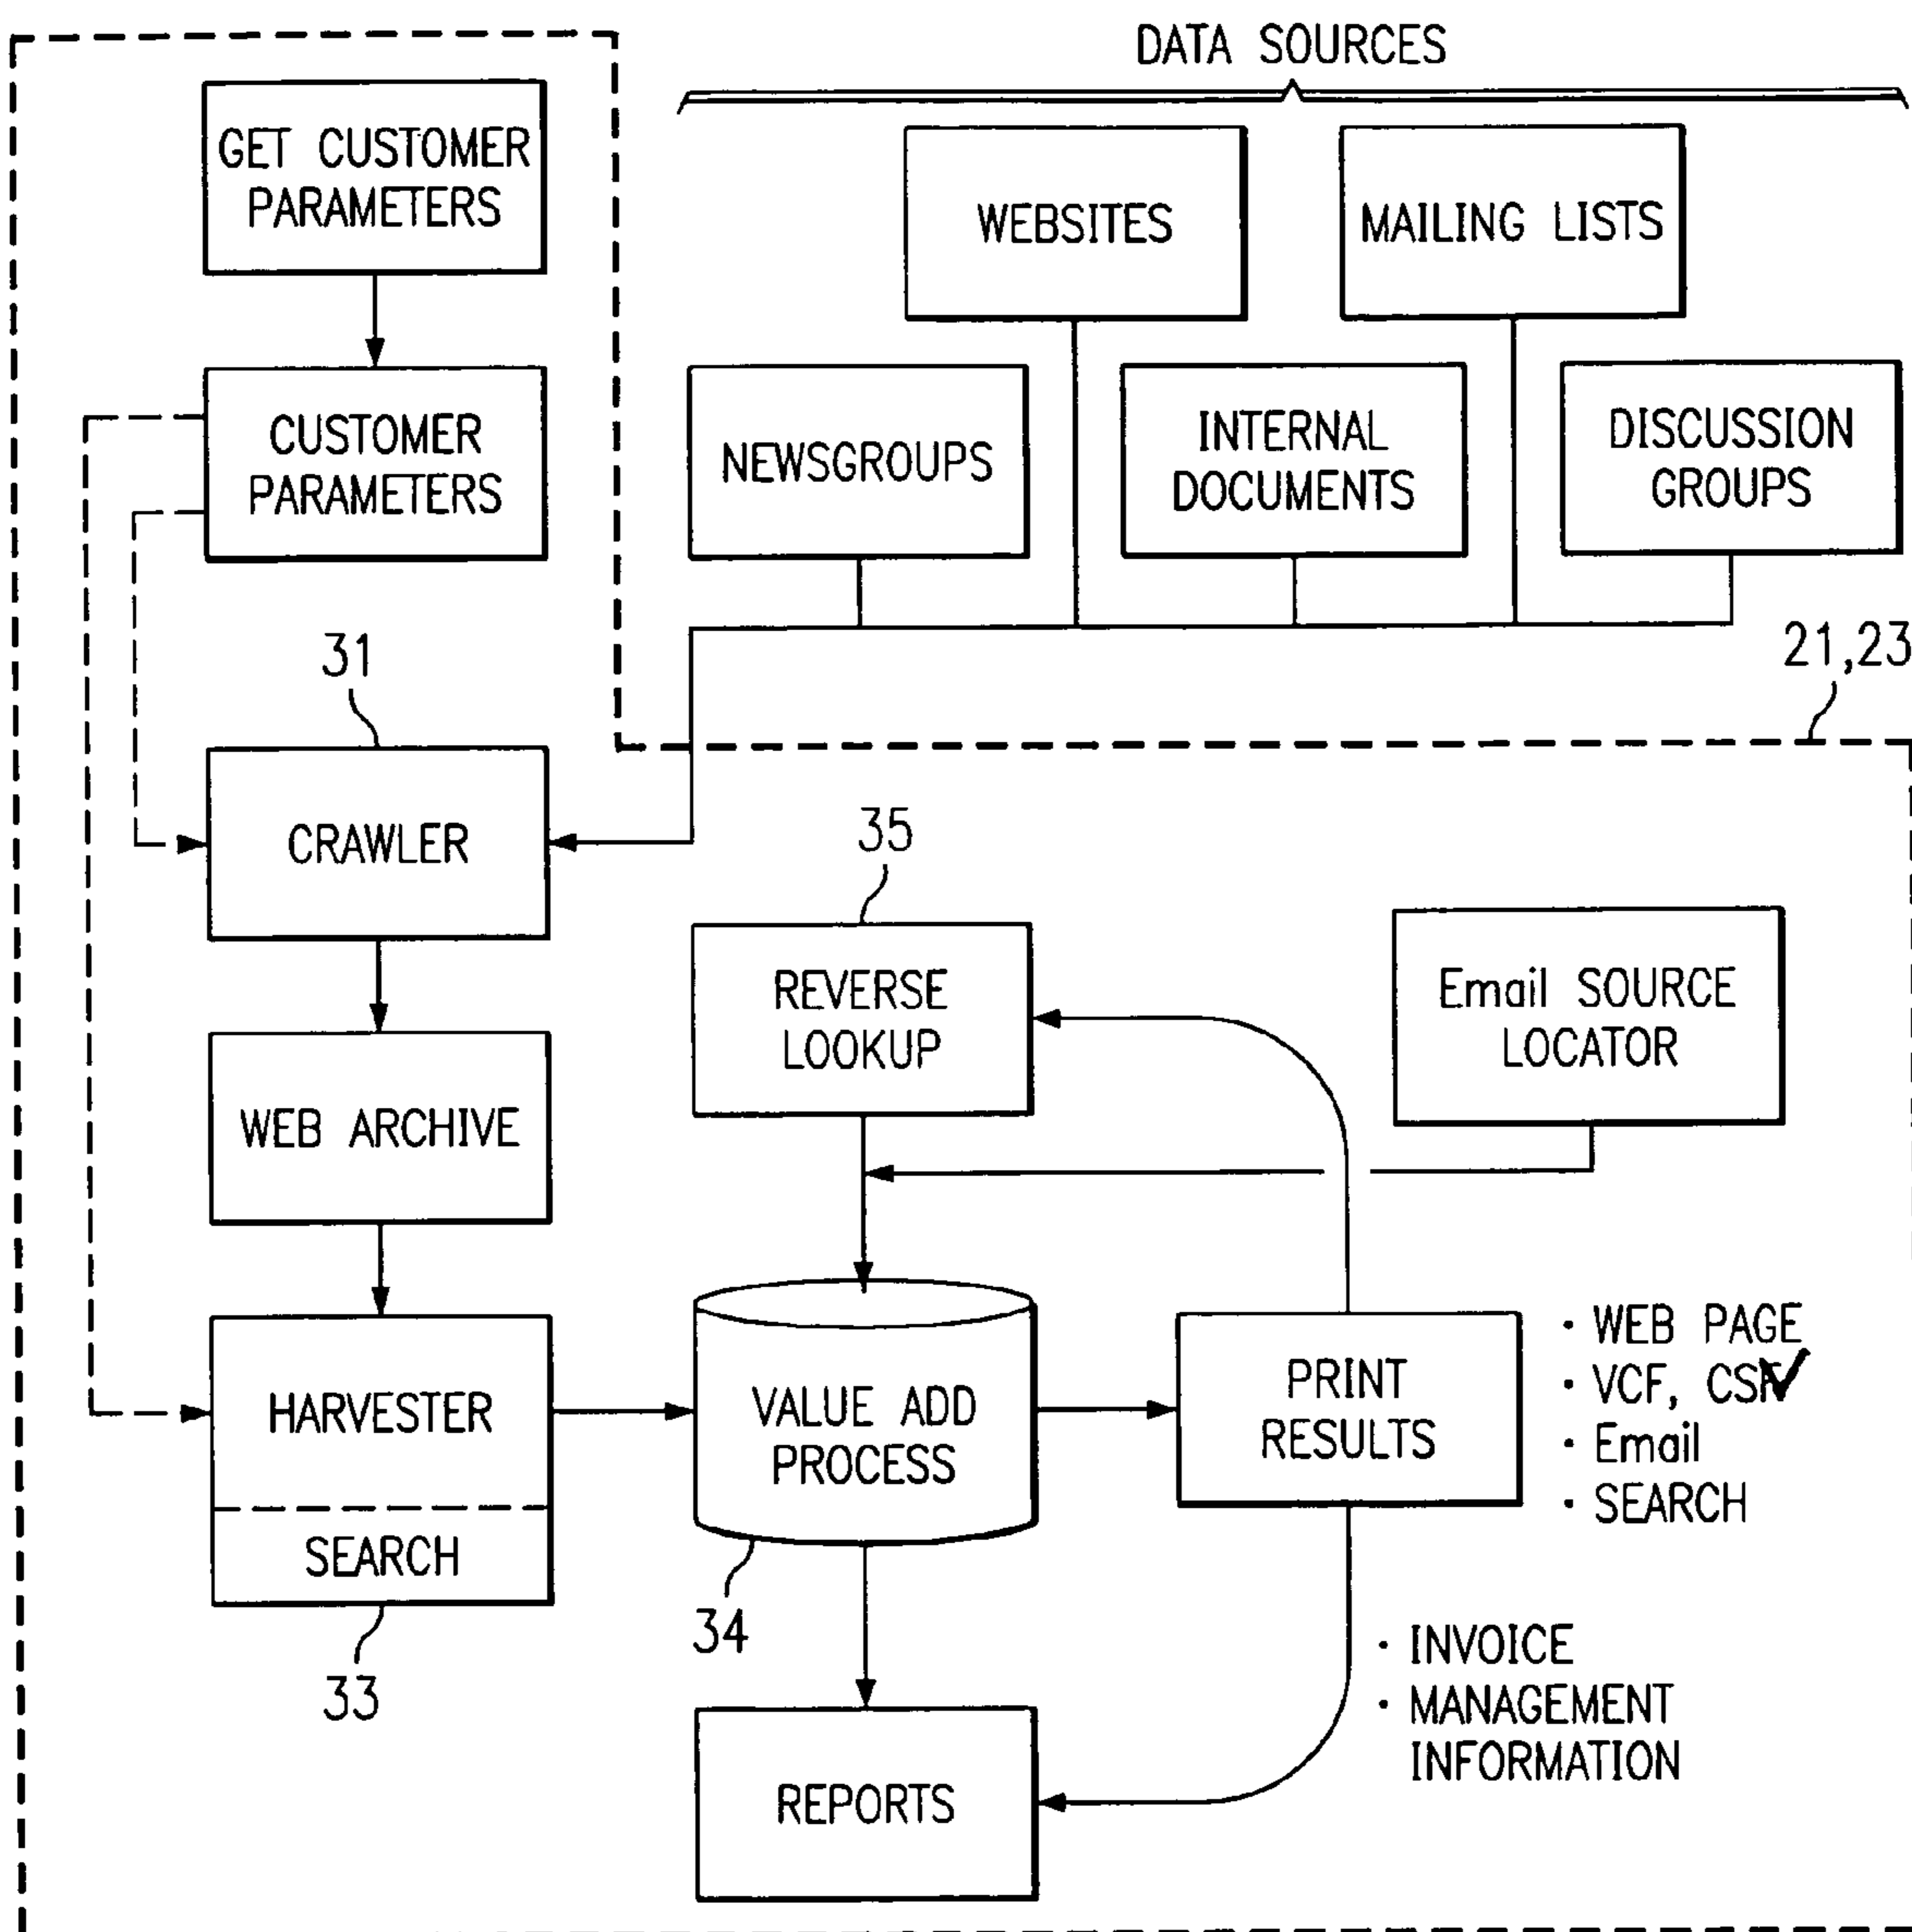 DATA SOURCES
GET CUSTOMER
PARAMETERS
WEBSITES
MAILING LISTS
CUSTOMER
PARAMETERS
NEWSGROUPS
INTERNAL
DOCUMENTS
DISCUSSION
GROUPS
31
21,23
CRAWLER
35
REVERSE
LOOKUP
Email SOURCE
LOCATOR
WEB ARCHIVE
HARVESTER
SEARCH
33
VALUE ADD
PROCESS
34
PRINT
RESULTS
· WEB PAGE
· VCF,
· Email
· SEARCH
· INVOICE
· MANAGEMENT
INFORMATION
REPORTS